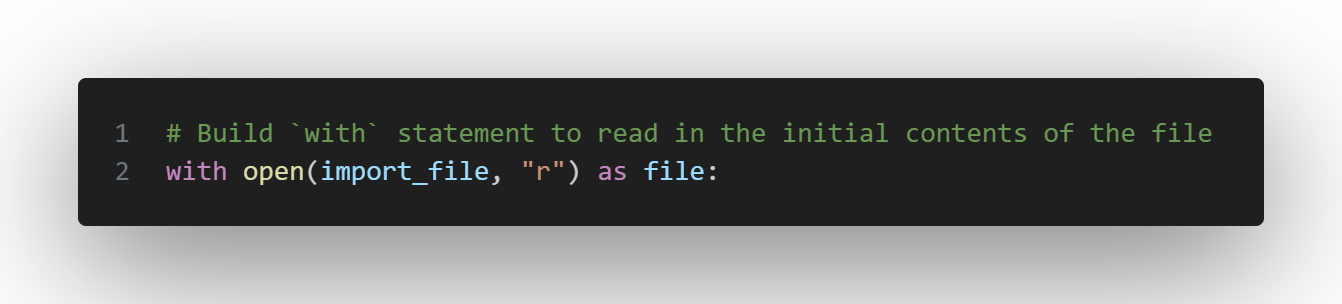 1 # Build `with` statement to read in the initial contents of the file
2 with open(import_file, "r") as file: